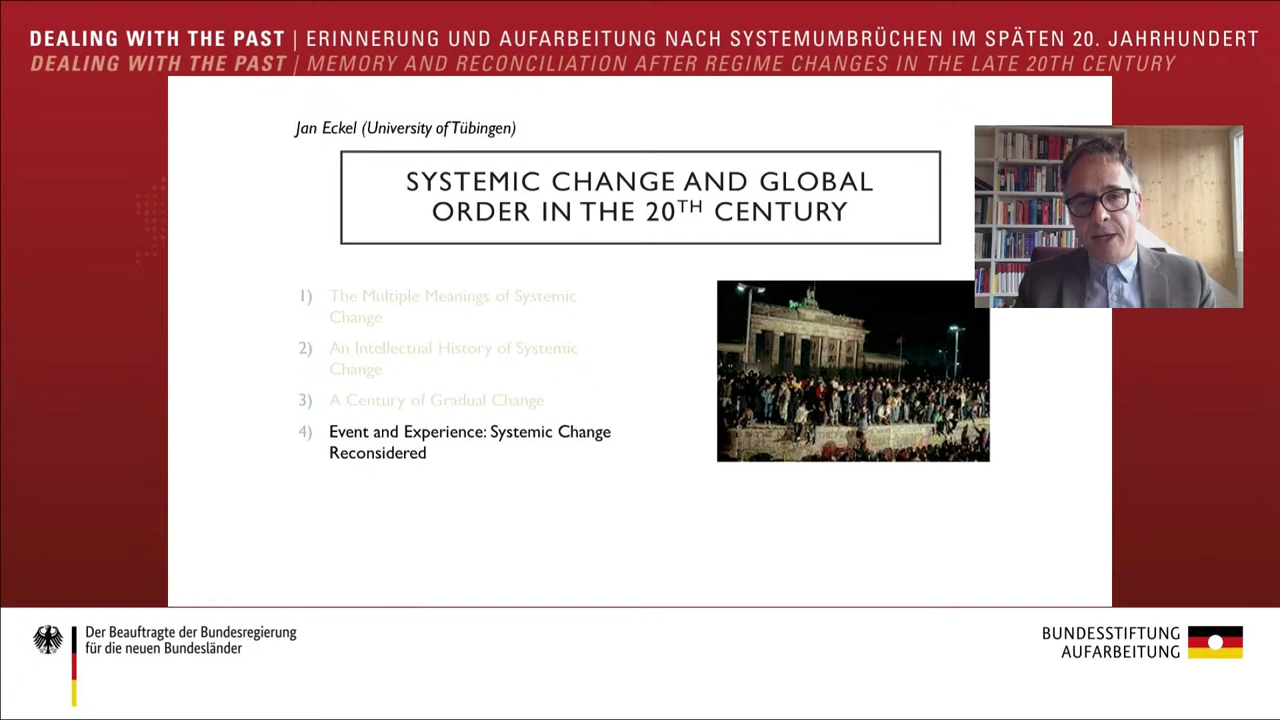 DEALING WITH THE PAST | ERINNERUNG UND AUFARBEITUNG NACH SYSTEMUMBRÜCHEN IM SPÄTEN 20. JAHRHUNDERT
DEALING WITH THE PAST | MEMORY AND RECONCILIATION AFTER REGIME CHANGES IN THE LATE 20TH CENTURY
Jan Eckel (University of Tübingen)
SYSTEMIC CHANGE AND GLOBAL
ORDER IN THE 20TH CENTURY
1) The Multiple Meanings of Systemic
Change
2) An Intellectual History of Systemic
Change
3) A Century of Gradual Change
4) Event and Experience: Systemic Change
Reconsidered
Der Beauftragte der Bundesregierung
für die neuen Bundesländer
BUNDESSTIFTUNG
AUFARBEITUNG